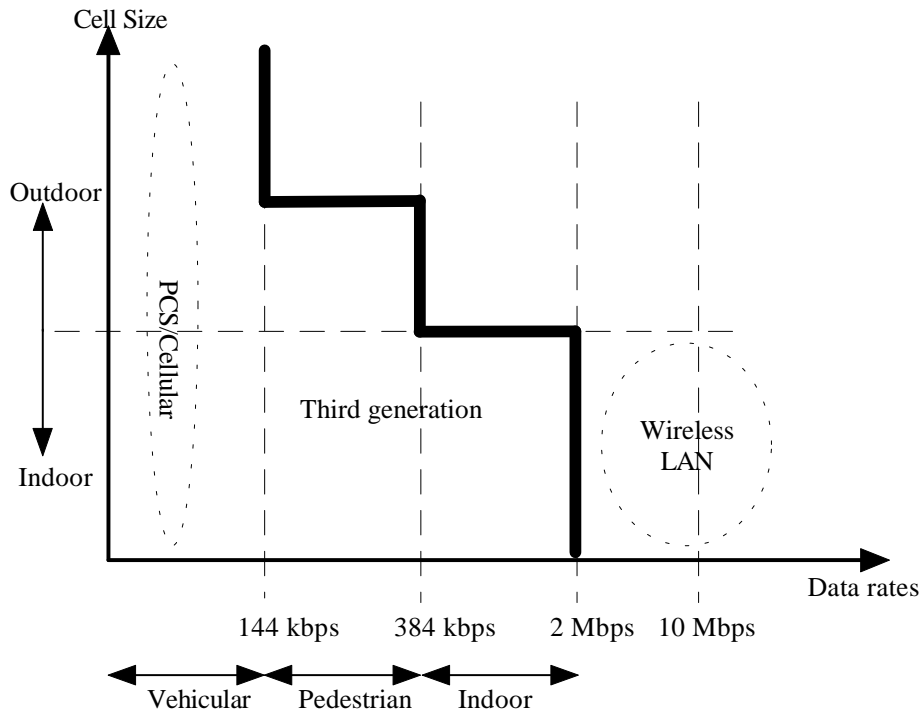 Cell Size
Outdoor
PCS/Cellular
Third generation
Wireless
LAN
Indoor
Data rates
144 kbps
384 kbps
2 Mbps
10 Mbps
Vehicular
Pedestrian
Indoor